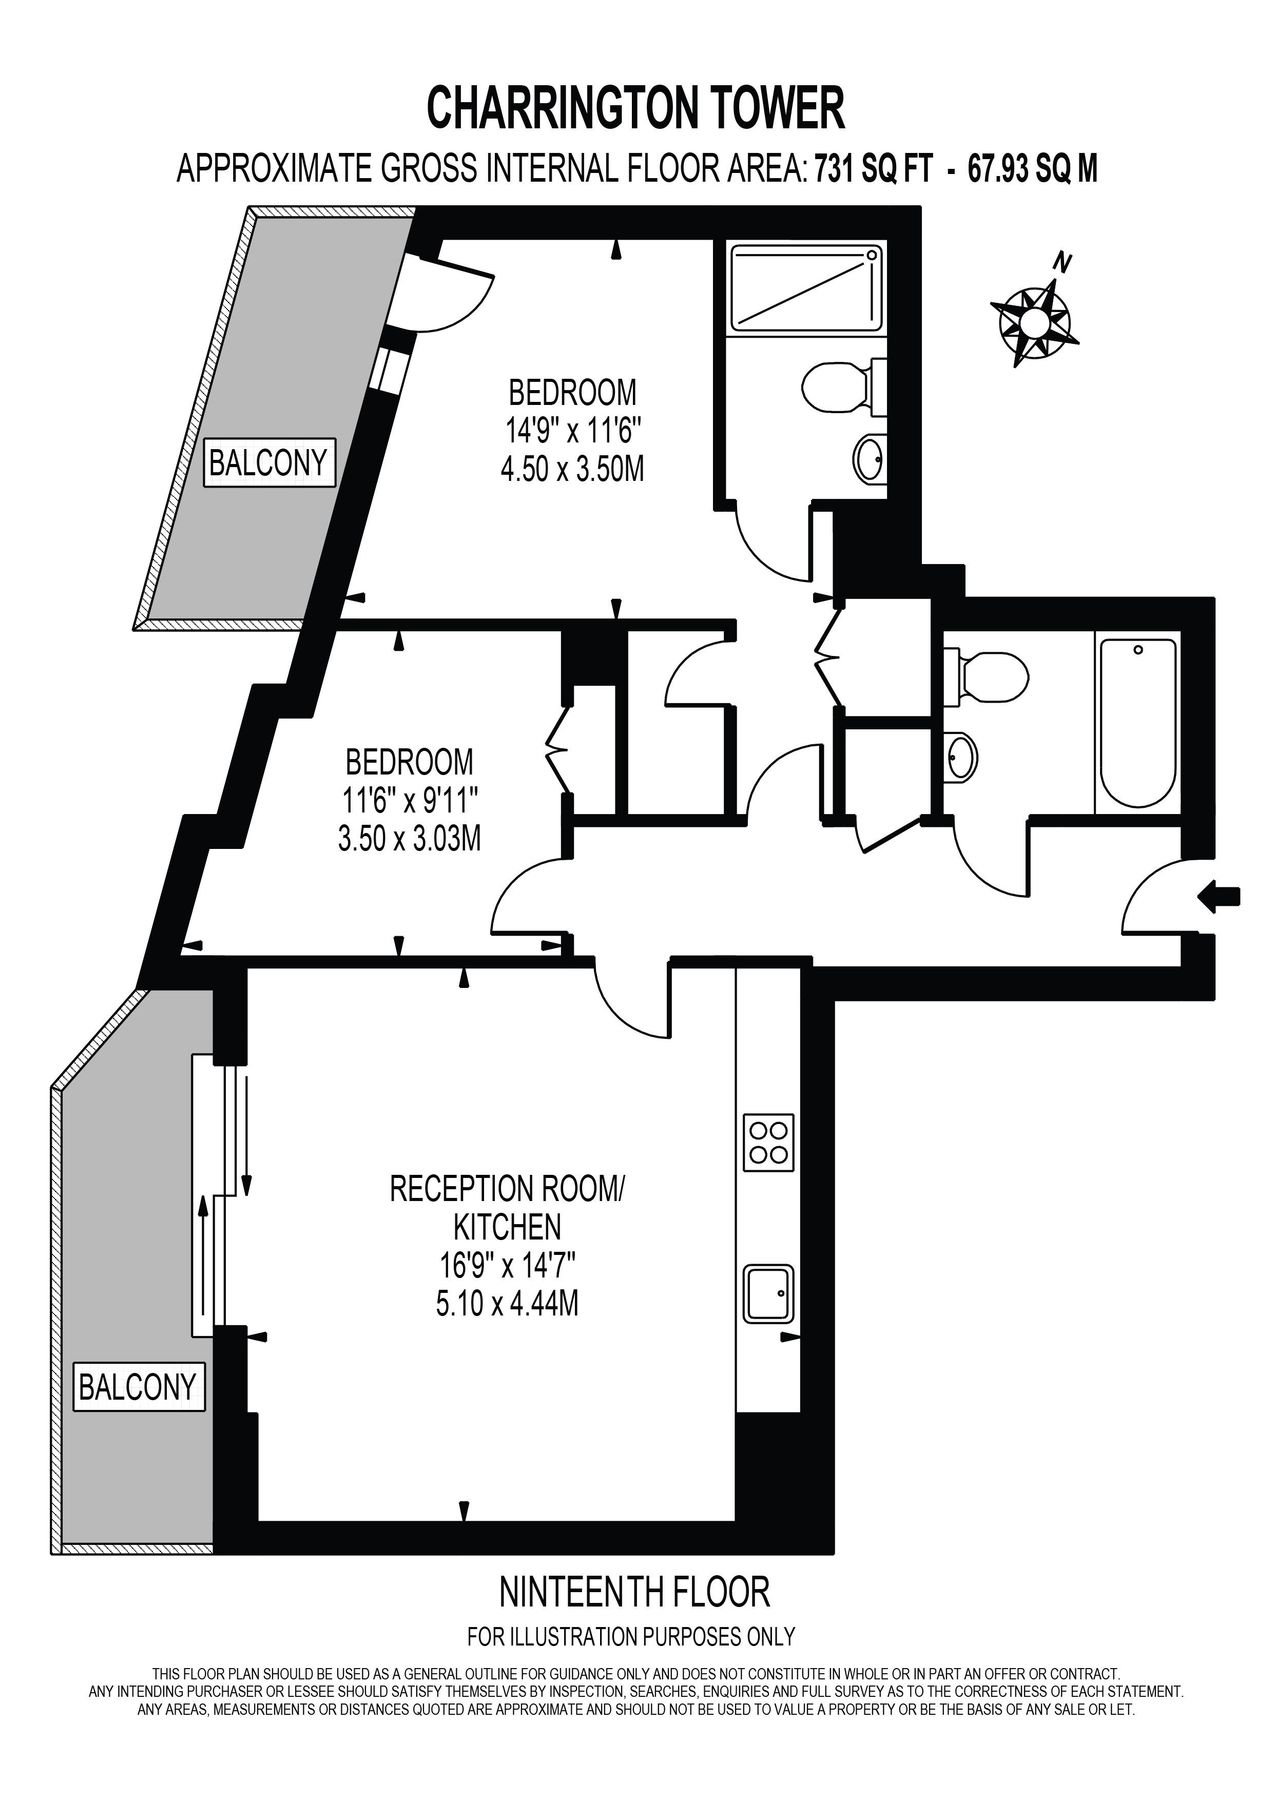 CHARRINGTON TOWER
APPROXIMATE GROSS INTERNAL FLOOR AREA: 731 SQ FT - 67.93 SQ M
N
BEDROOM
14'9" x 11'6"
4.50 x 3.50M
BALCONY
BEDROOM
11'6" x 9'11"
3.50 x 3.03M
RECEPTION ROOM/
KITCHEN
16'9" x 14'7"
5.10 x 4.44M
BALCONY
NINTEENTH FLOOR
FOR ILLUSTRATION PURPOSES ONLY
THIS FLOOR PLAN SHOULD BE USED AS A GENERAL OUTLINE FOR GUIDANCE ONLY AND DOES NOT CONSTITUTE IN WHOLE OR IN PART AN OFFER OR CONTRACT.
ANY INTENDING PURCHASER OR LESSEE SHOULD SATISFY THEMSELVES BY INSPECTION, SEARCHES, ENQUIRIES AND FULL SURVEY AS TO THE CORRECTNESS OF EACH STATEMENT.
ANY AREAS, MEASUREMENTS OR DISTANCES QUOTED ARE APPROXIMATE AND SHOULD NOT BE USED TO VALUE A PROPERTY OR BE THE BASIS OF ANY SALE OR LET.